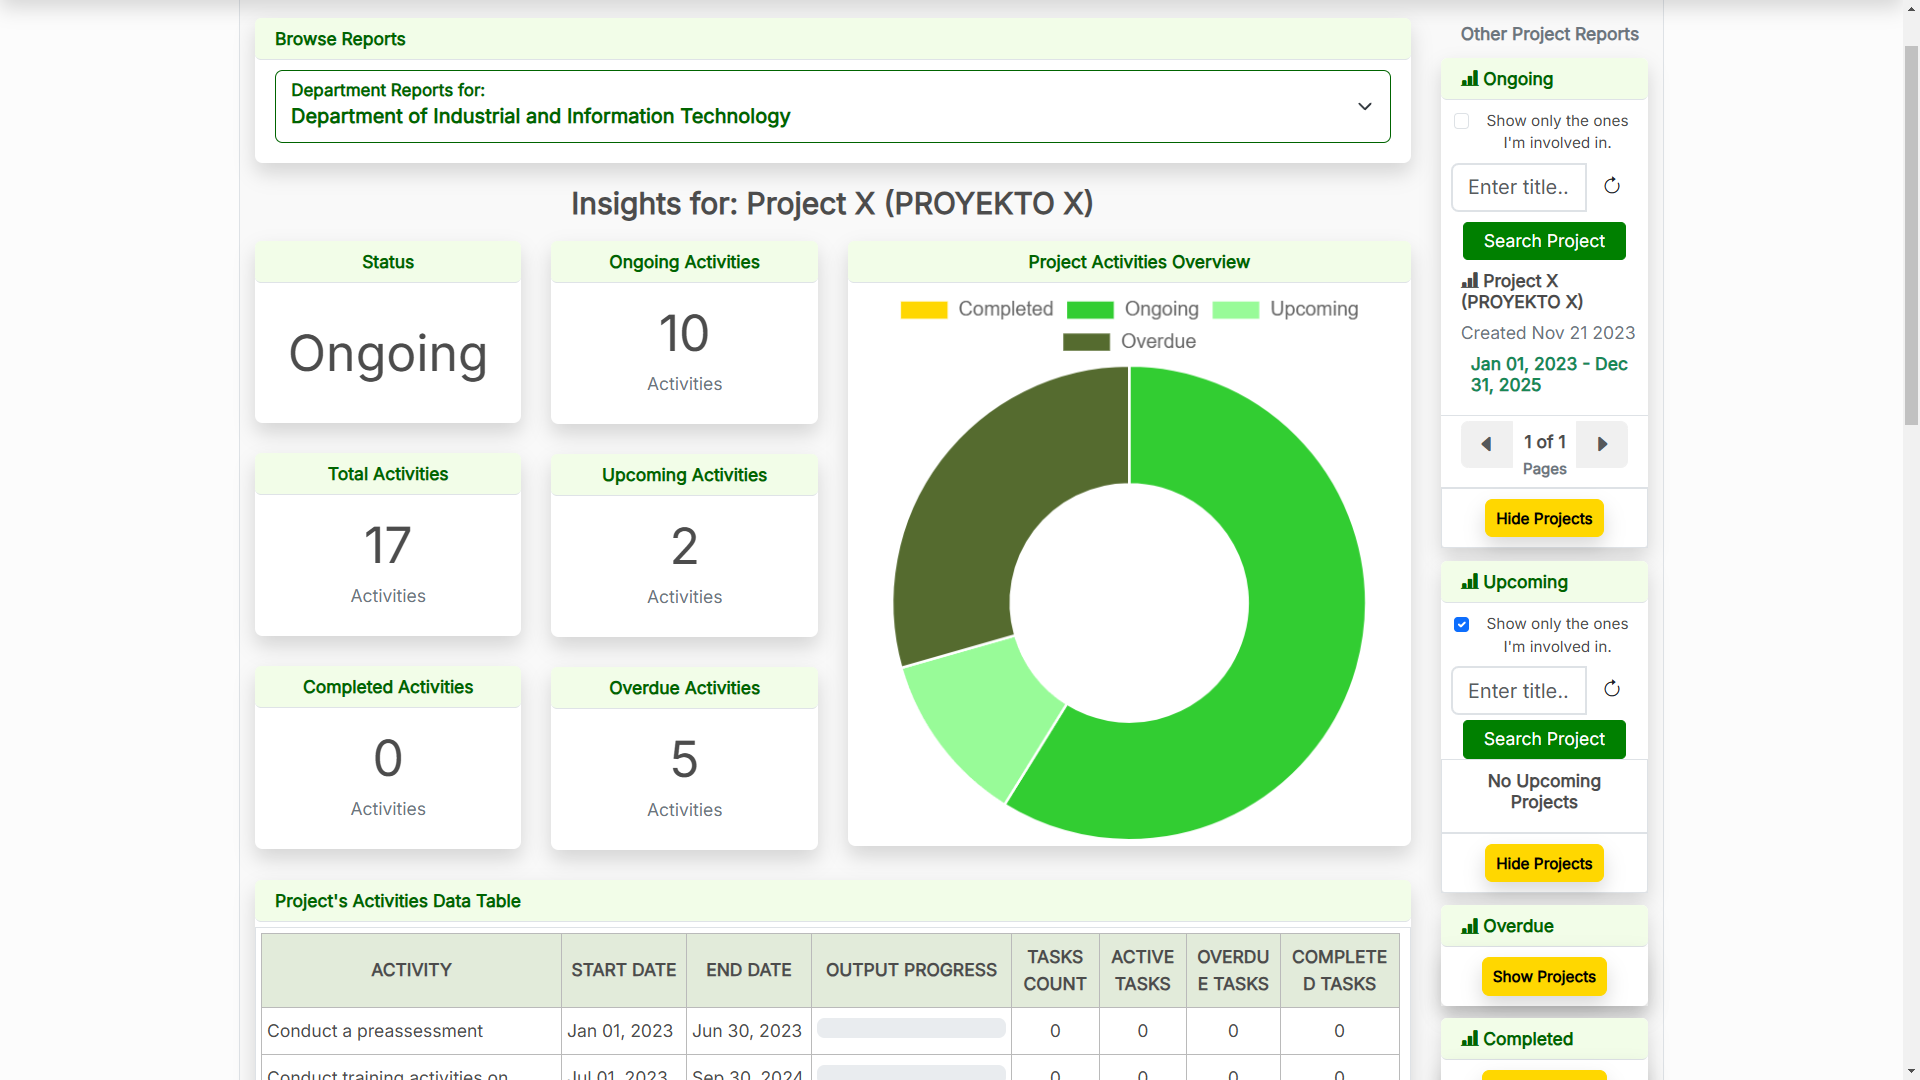 Browse Reports
Department Reports for:
Department of Industrial and Information Technology
Insights for: Project X (PROYEKTO X)
Status
Ongoing
Ongoing Activities
10
Activities
Total Activities
17
Activities
Upcoming Activities
2
Activities
Completed Activities
0
Activities
Overdue Activities
5
Activities
Project Activities Overview
Completed
Ongoing
Upcoming
Overdue
Project's Activities Data Table
ACTIVITY START DATE END DATE OUTPUT PROGRESS TASKS COUNT ACTIVE TASKS OVERDU E TASKS COMPLETE D TASKS
Conduct a preassessment Jan 01, 2023 Jun 30, 2023 0 0 0 0
Conduct training activities on Jul 01, 2023 Sep 30, 2024 0 0 0 0
Other Project Reports
Ongoing
Show only the ones
I'm involved in.
Enter title..
Search Project
Project X
(PROYEKTO X)
Created Nov 21 2023
Jan 01, 2023 - Dec
31, 2025
1 of 1
Pages
Hide Projects
Upcoming
Show only the ones
I'm involved in.
Enter title..
Search Project
No Upcoming
Projects
Hide Projects
Overdue
Show Projects
Completed